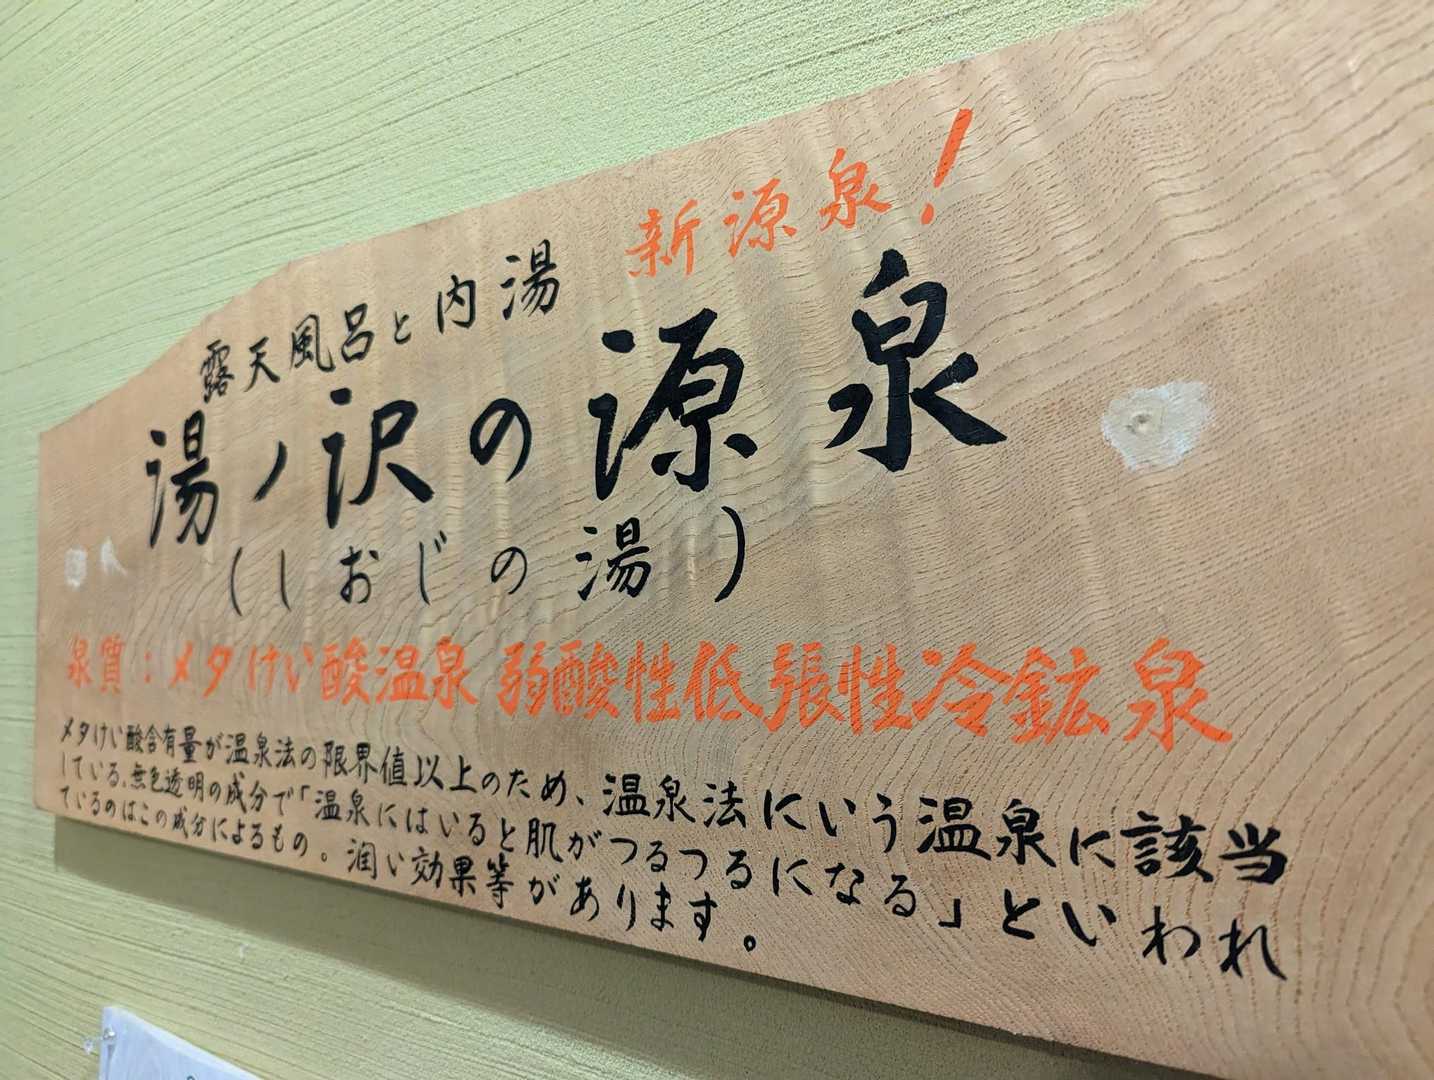 露天風呂と内湯 新源泉!
湯ノ沢の源泉
(しおじの湯)
泉質:メタけい酸温泉 弱酸性低張性冷鉱泉
メタけい酸含有量が温泉法の限界値以上のため、温泉法にいう温泉に該当
している。無色透明の成分で「温泉にはいると肌がつるつるになる」といわれ
ているのはこの成分によるもの。潤い効果等があります。